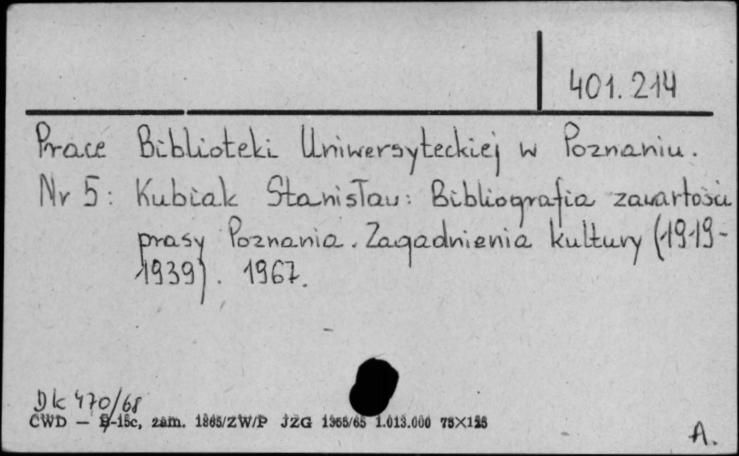 401.214
Prace Biblioteki Uniwersyteckiej w Poznaniu.
Nr 5: Kubiak Stanisław: Bibliografia zawartości
prasy Poznania. Zagadnienia kultury (1919-
1939). 1967.
Dk 470/68
CWD — B-15c, zam. 1865/ZW/P JZG 1355/65 1.013.000 75×125
A.